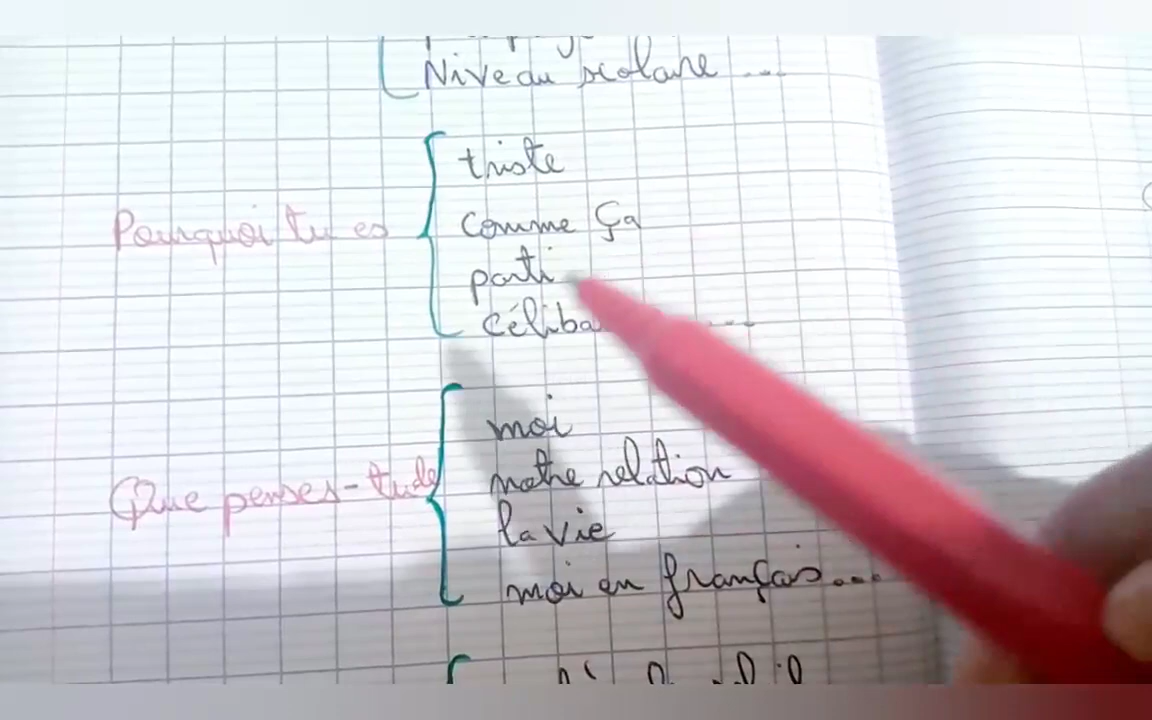 Niveau scolaire ...
Pourquoi tu es
triste
comme ça
parti
Céliba
Que penses-tu de
moi
notre relation
la vie
moi en français...